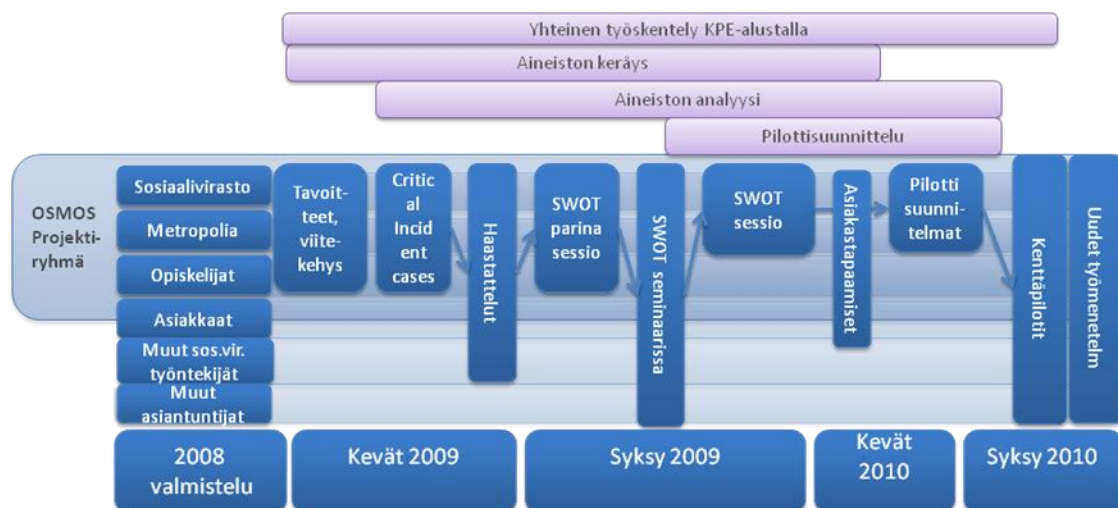 Yhteinen työskentely KPE-alustalla
Aineiston keräys
Aineiston analyysi
Pilottisuunnittelu
OSMOS
Projekti-
ryhmä
Sosiaalivirasto
Metropolia
Opiskelijat
Asiakkaat
Muut sos.vir.
työntekijät
Muut
asiantuntijat
Tavoit-
teet,
viite-
kehys
Critic
al
Incid
ent
cases
Haastattelut
SWOT
parina
sessio
SWOT seminaarissa
SWOT
sessio
Asiakastapaamiset
Pilotti
suunni-
telmat
Kenttäpilotit
Uudet työmenetelm
2008
valmistelu
Kevät 2009
Syksy 2009
Kevät
2010
Syksy 2010